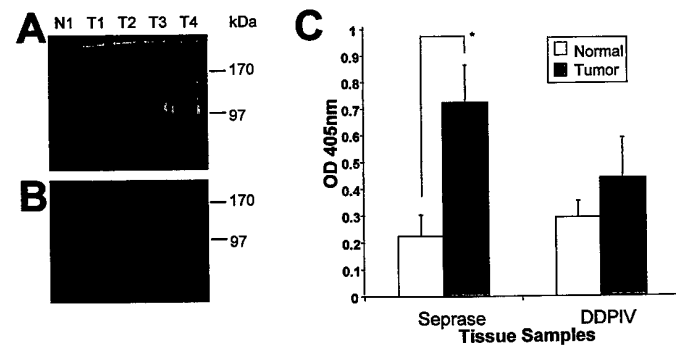 A
N1 T1 T2 T3 T4 kDa
170
97
B
170
97
C
OD 405nm
1
0.9
0.8
0.7
0.6
0.5
0.4
0.3
0.2
0.1
0
*
Normal
Tumor
Seprase DDPIV
Tissue Samples